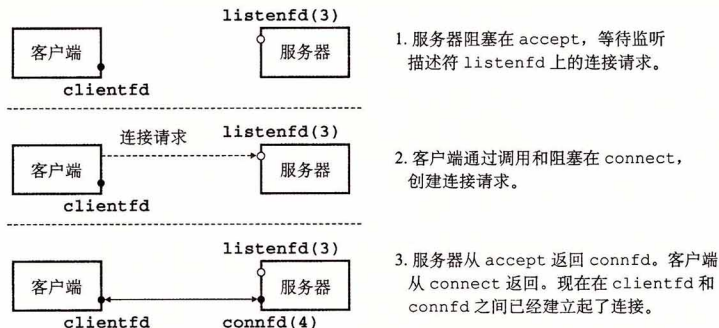 listenfd(3)
客户端
服务器
clientfd
1. 服务器阻塞在 accept，等待监听
描述符 listenfd 上的连接请求。
连接请求
listenfd(3)
客户端
服务器
clientfd
2. 客户端通过调用和阻塞在 connect，
创建连接请求。
listenfd(3)
客户端
服务器
clientfd
connfd(4)
3. 服务器从 accept 返回 connfd。客户端
从 connect 返回。现在在 clientfd 和
connfd 之间已经建立起了连接。